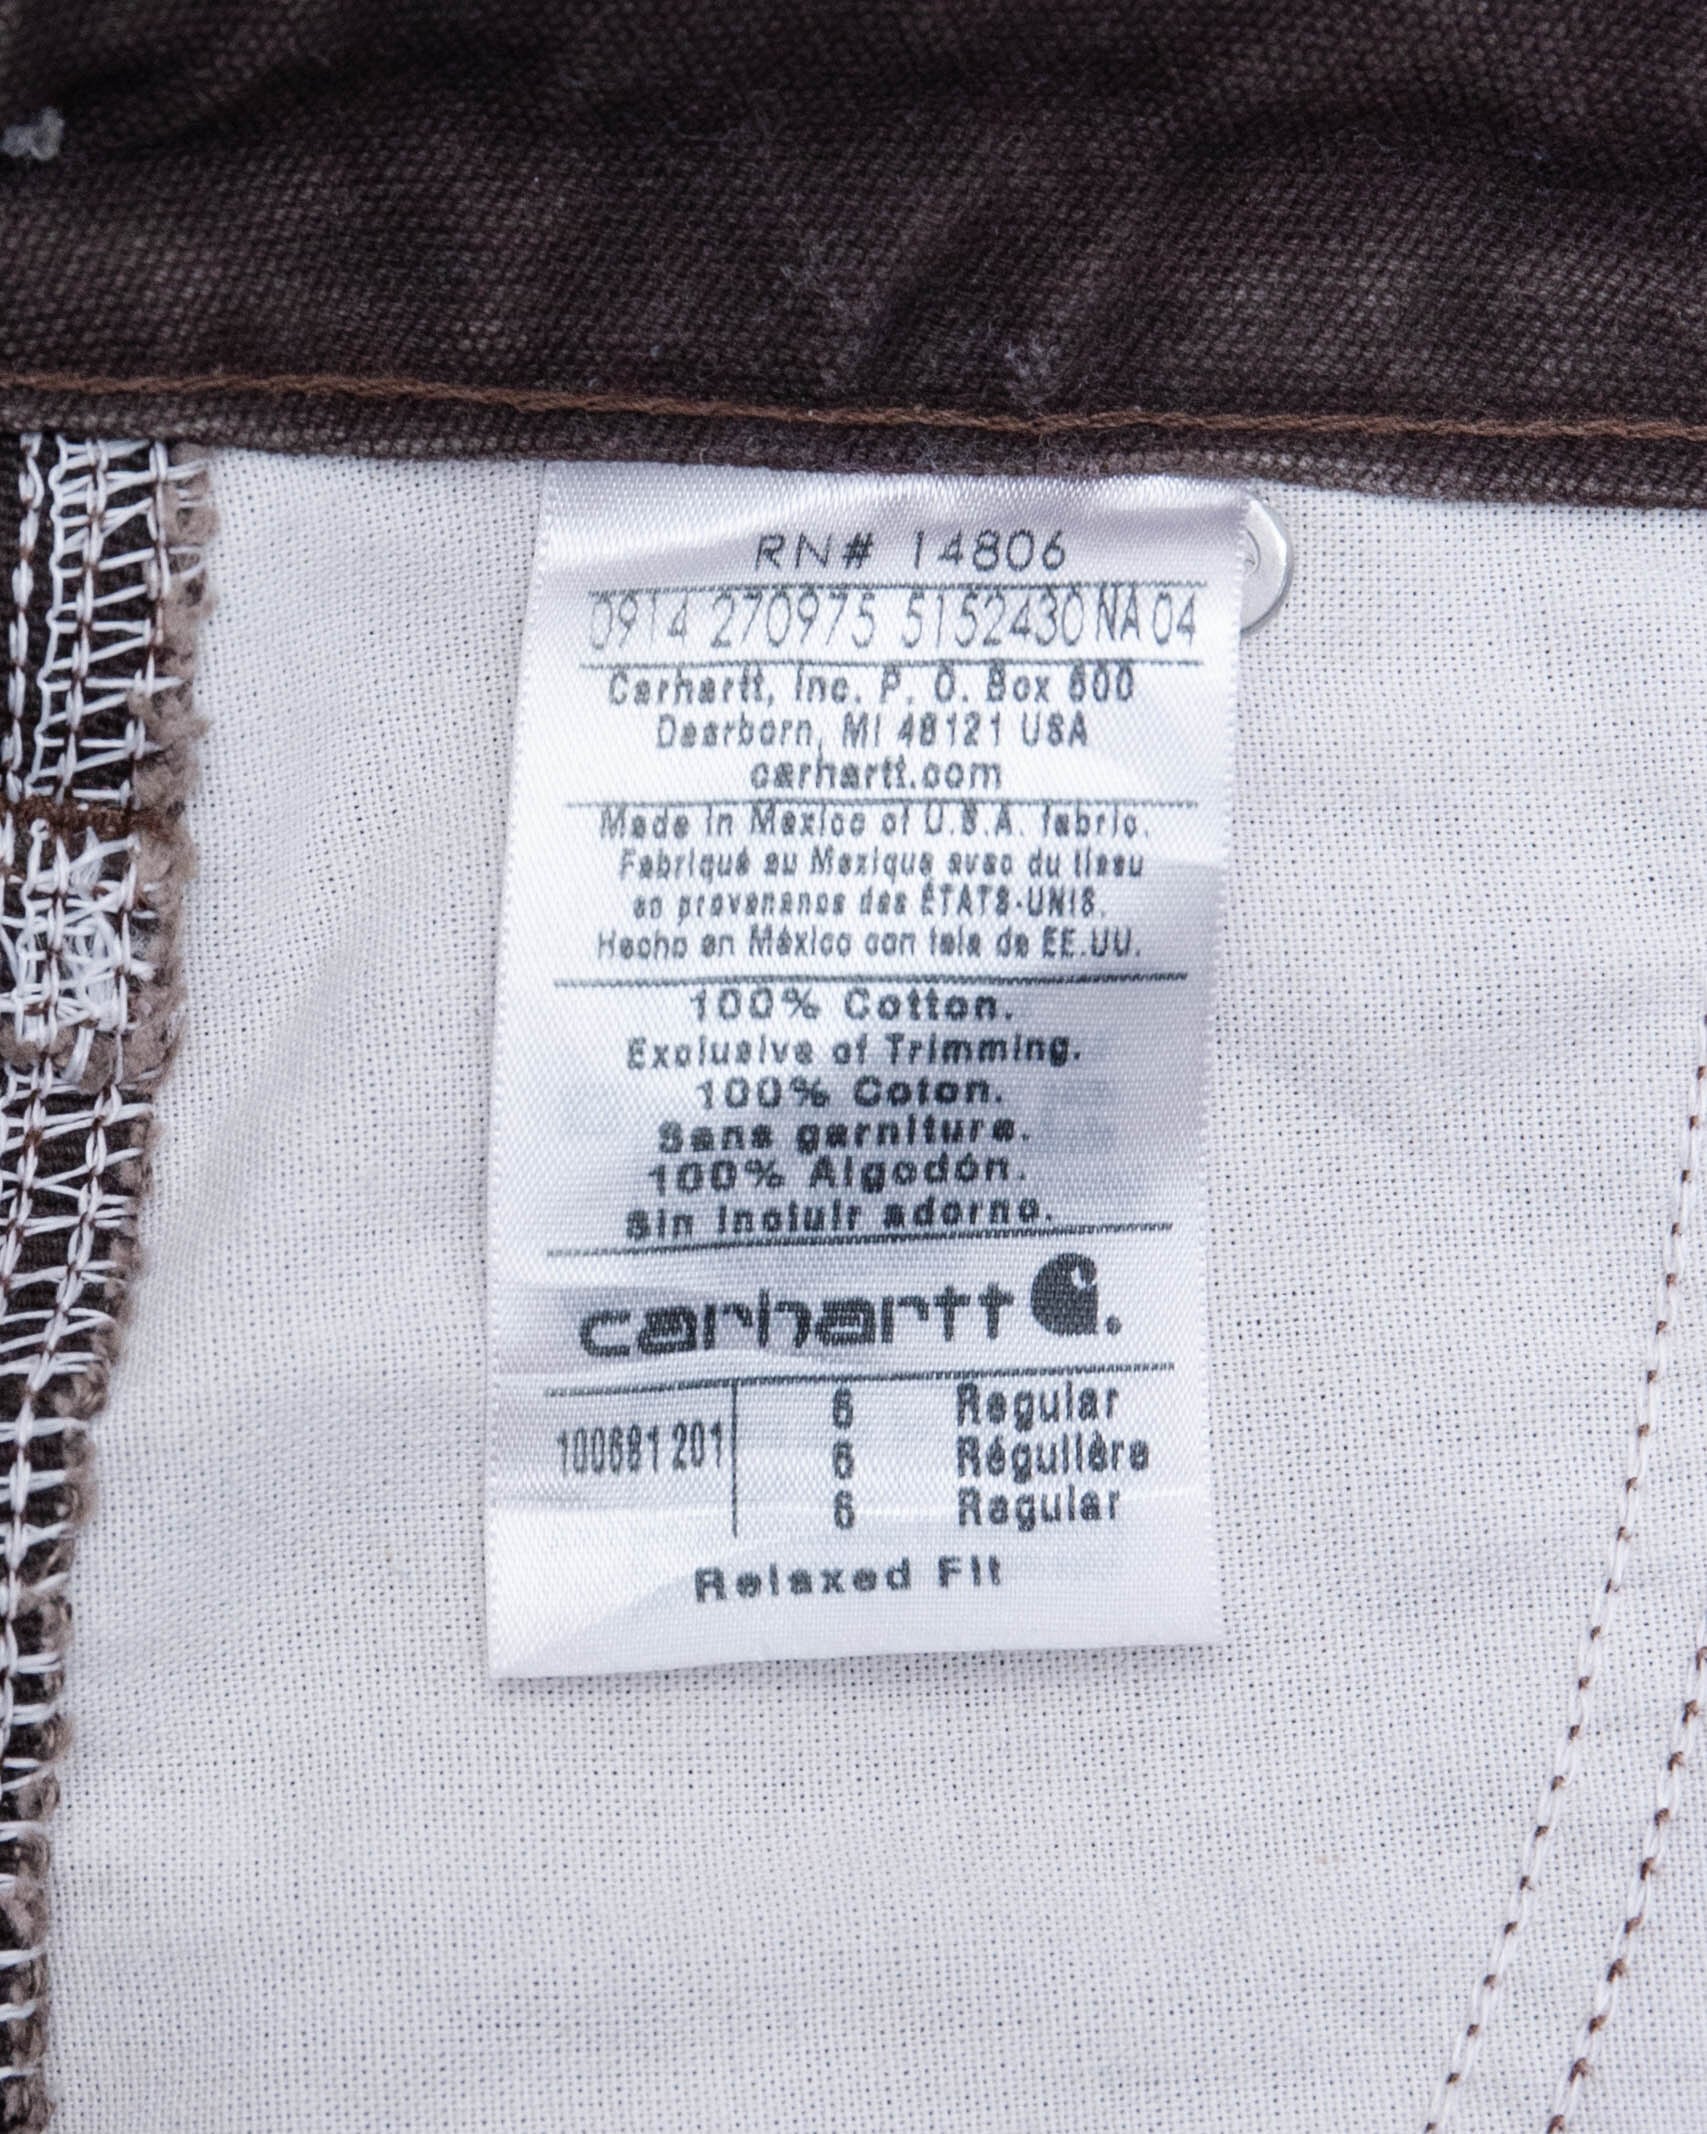 RN# 14806
0914 270975 5152430 NA 04
Carhartt, Inc. P. O. Box 600
Dearborn, MI 48121 USA
carhartt.com
Made in Mexico of U.S.A. fabric.
Fabriqué au Mexique avec du tissu
en provenance des ÉTATS-UNIS.
Hecho en México con tela de EE.UU.
100% Cotton.
Exclusive of Trimming.
100% Coton.
Sans garniture.
100% Algodón.
Sin incluir adorno.
carhartt
100681 201
6 Regular
6 Régulière
6 Regular
Relaxed Fit